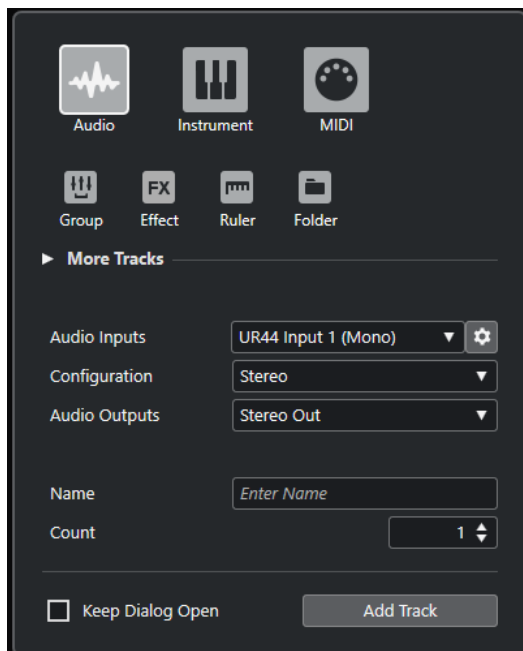 Audio Instrument MIDI
FX
Group Effect Ruler Folder
More Tracks
Audio Inputs UR44 Input 1 (Mono)
Configuration Stereo
Audio Outputs Stereo Out
Name Enter Name
Count 1
Keep Dialog Open Add Track